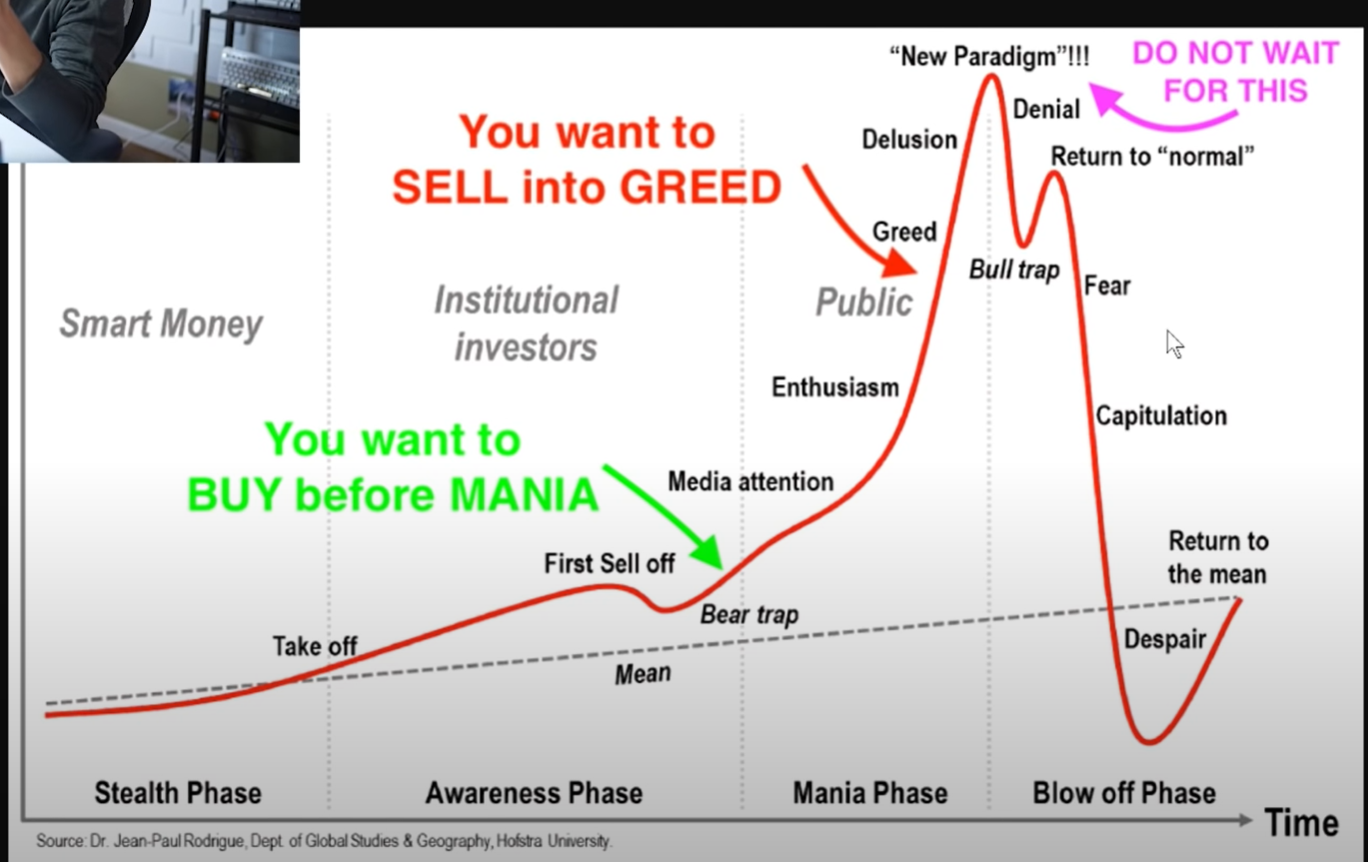 “New Paradigm”!!!
DO NOT WAIT
FOR THIS
You want to
SELL into GREED
Delusion
Denial
Return to “normal”
Greed
Bull trap
Fear
Smart Money
Institutional
investors
Public
Enthusiasm
Capitulation
You want to
BUY before MANIA
Media attention
First Sell off
Bear trap
Return to
the mean
Take off
Mean
Despair
Stealth Phase
Awareness Phase
Mania Phase
Blow off Phase
Time
Source: Dr. Jean-Paul Rodrigue, Dept. of Global Studies & Geography, Hofstra University.